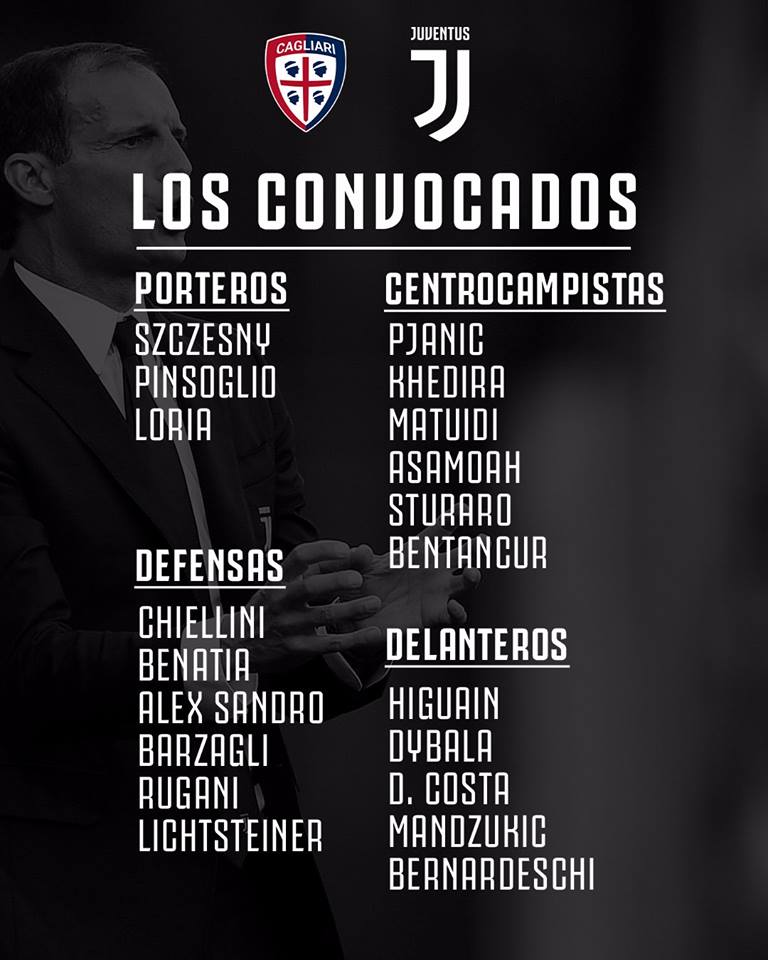 CAGLIARI
JUVENTUS
LOS CONVOCADOS
PORTEROS
SZCZESNY
PINSOGLIO
LORIA
DEFENSAS
CHIELLINI
BENATIA
ALEX SANDRO
BARZAGLI
RUGANI
LICHTSTEINER
CENTROCAMPISTAS
PJANIC
KHEDIRA
MATUIDI
ASAMOAH
STURARO
BENTANCUR
DELANTEROS
HIGUAIN
DYBALA
D. COSTA
MANDZUKIC
BERNARDESCHI